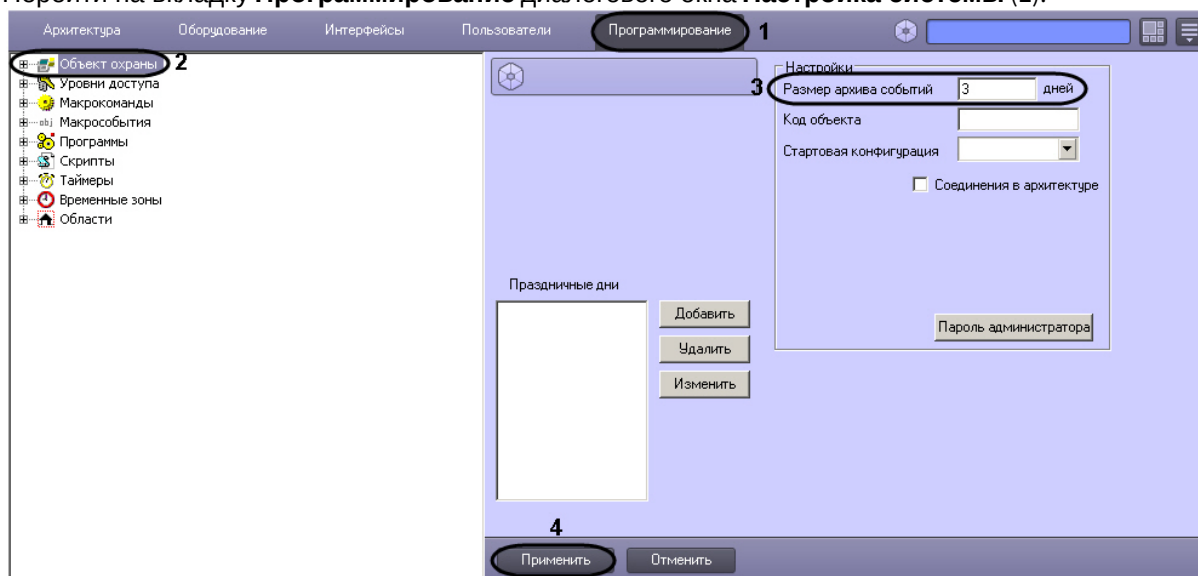 Перейти на вкладку Программирование диалогового окна Настройка системы (1).
Архитектура Оборудование Интерфейсы Пользователи Программирование 1
Объект охраны 2
Уровни доступа
Макрокоманды
obj Макрособытия
Программы
Скрипты
Таймеры
Временные зоны
Области
Настройки
3 Размер архива событий 3 дней
Код объекта
Стартовая конфигурация
Соединения в архитектуре
Праздничные дни
Добавить
Удалить
Изменить
Пароль администратора
4
Применить Отменить